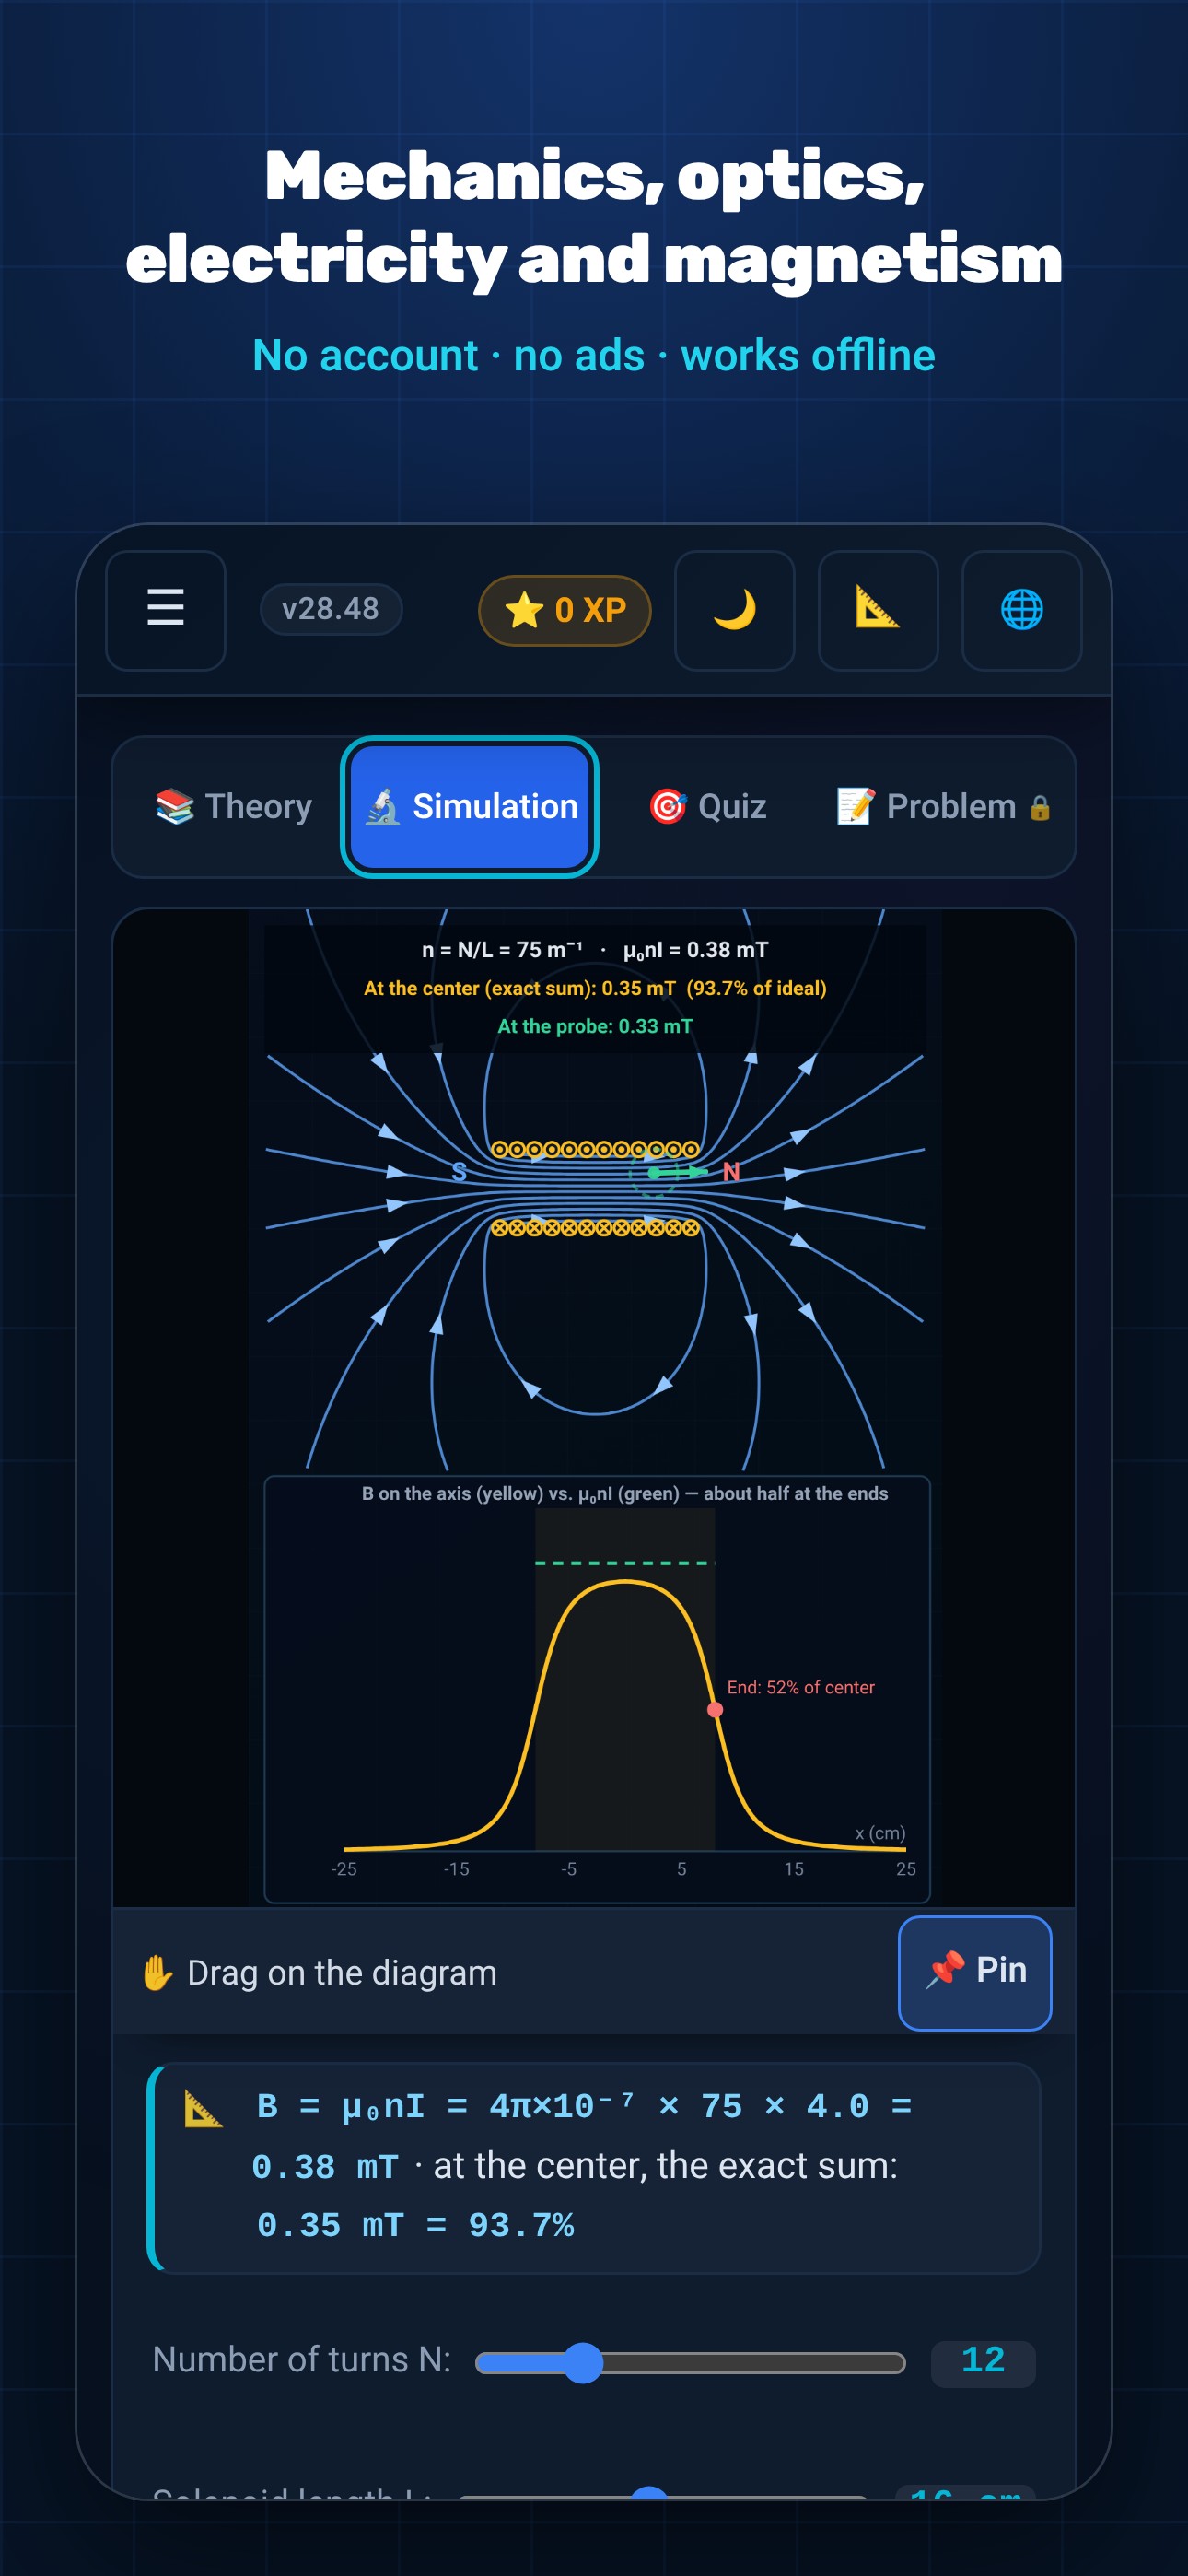 Mechanics, optics,
electricity and magnetism
No account · no ads · works offline
v28.48
0 XP
Theory
Simulation
Quiz
Problem
n = N/L = 75 m⁻¹ · μ₀nI = 0.38 mT
At the center (exact sum): 0.35 mT (93.7% of ideal)
At the probe: 0.33 mT
S
N
B on the axis (yellow) vs. μ₀nI (green) — about half at the ends
End: 52% of center
x (cm)
-25 -15 -5 5 15 25
Drag on the diagram
Pin
B = μ₀nI = 4π×10⁻⁷ × 75 × 4.0 =
0.38 mT · at the center, the exact sum:
0.35 mT = 93.7%
Number of turns N:
12
Solenoid length L:
16 cm